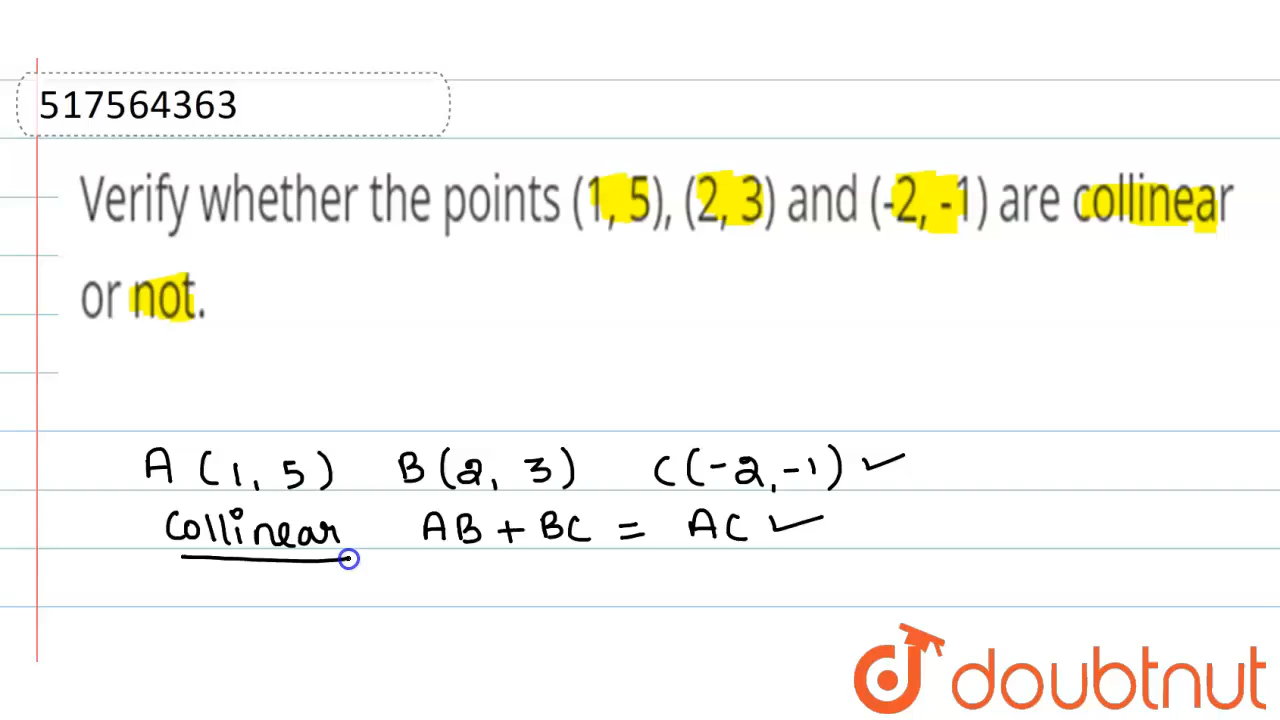 517564363
Verify whether the points (1, 5), (2, 3) and (-2, -1) are collinear
or not.
A (1, 5) B(2, 3) C(-2,-1) ✓
Collinear AB + BC = AC ✓
doubtnut